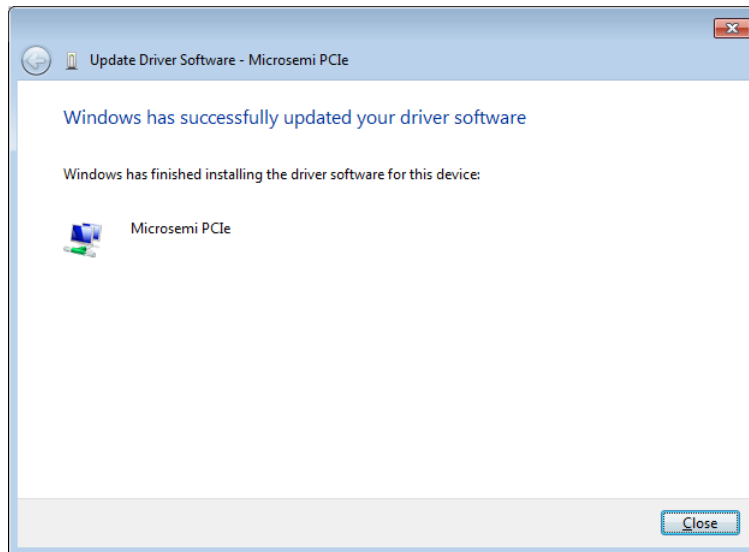 Update Driver Software - Microsemi PCIe
Windows has successfully updated your driver software
Windows has finished installing the driver software for this device:
Microsemi PCIe
Close